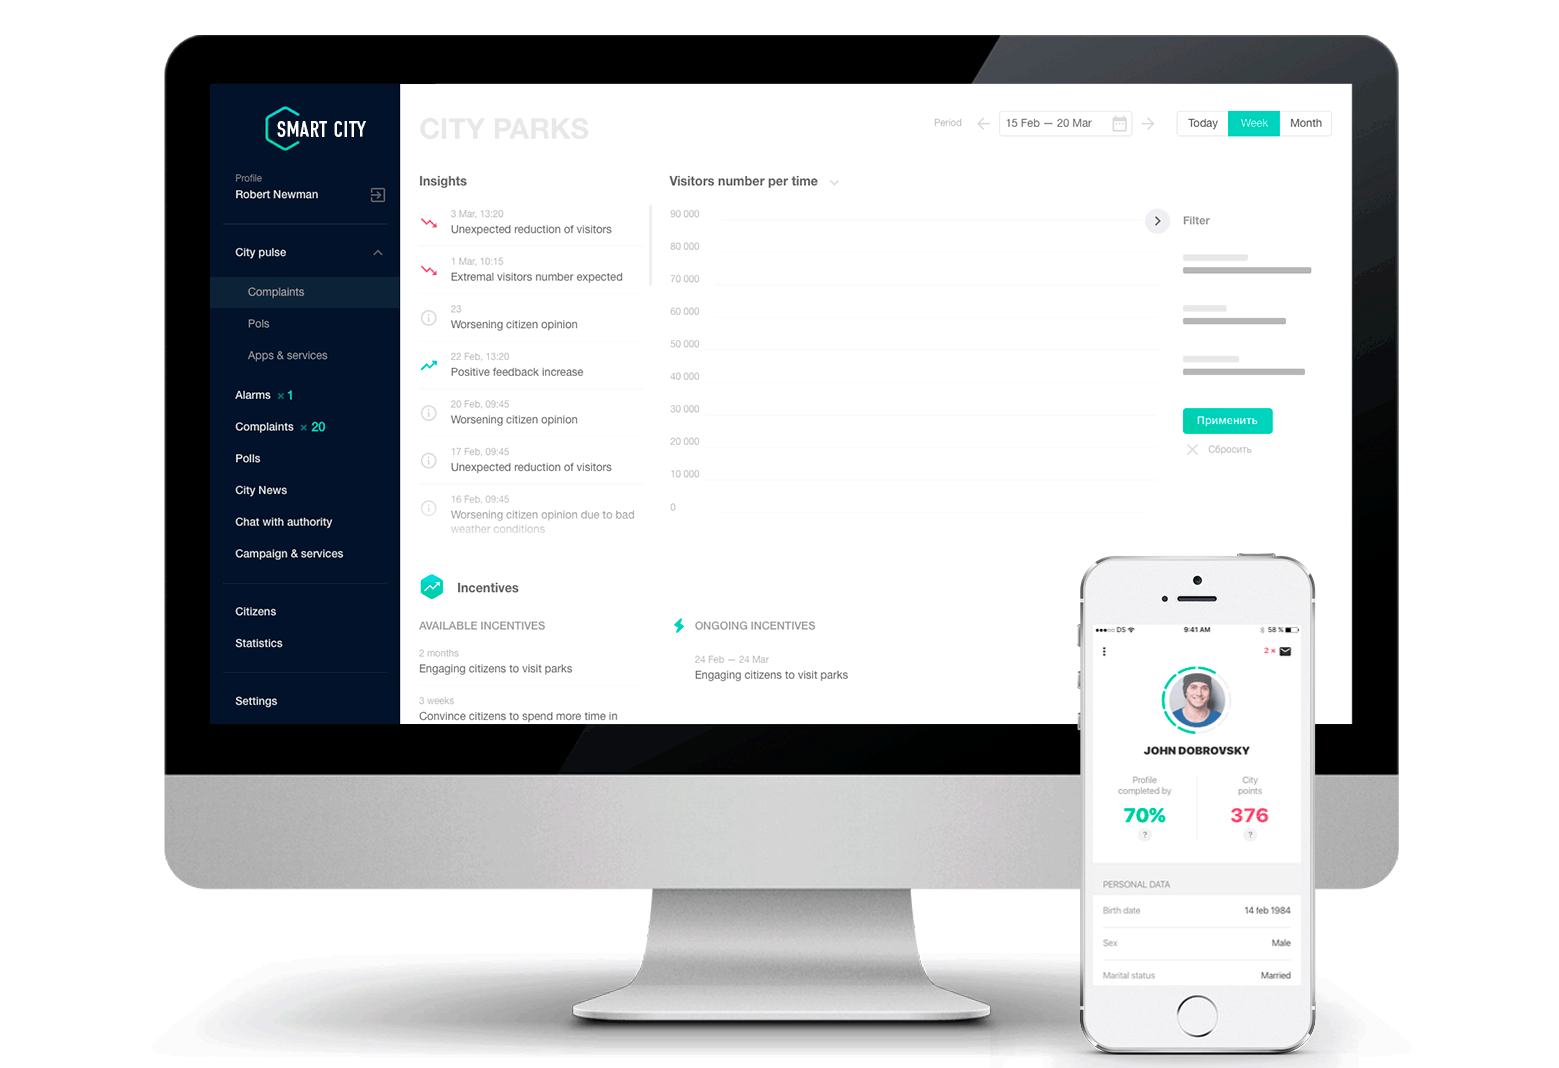 SMART CITY
Profile
Robert Newman
City pulse
Complaints
Pols
Apps & services
Alarms × 1
Complaints × 20
Polls
City News
Chat with authority
Campaign & services
Citizens
Statistics
Settings
CITY PARKS
Period
15 Feb — 20 Mar
Today
Week
Month
Insights
3 Mar, 13:20
Unexpected reduction of visitors
1 Mar, 10:15
Extremal visitors number expected
23
Worsening citizen opinion
22 Feb, 13:20
Positive feedback increase
20 Feb, 09:45
Worsening citizen opinion
17 Feb, 09:45
Unexpected reduction of visitors
16 Feb, 09:45
Worsening citizen opinion due to bad
weather conditions
Visitors number per time
90 000
80 000
70 000
60 000
50 000
40 000
30 000
20 000
10 000
0
Filter
Применить
Сбросить
Incentives
AVAILABLE INCENTIVES
2 months
Engaging citizens to visit parks
3 weeks
Convince citizens to spend more time in
ONGOING INCENTIVES
24 Feb — 24 Mar
Engaging citizens to visit parks
DS
9:41 AM
58 %
2 ×
JOHN DOBROVSKY
Profile
completed by
70%
?
City
points
376
?
PERSONAL DATA
Birth date
14 feb 1984
Sex
Male
Marital status
Married